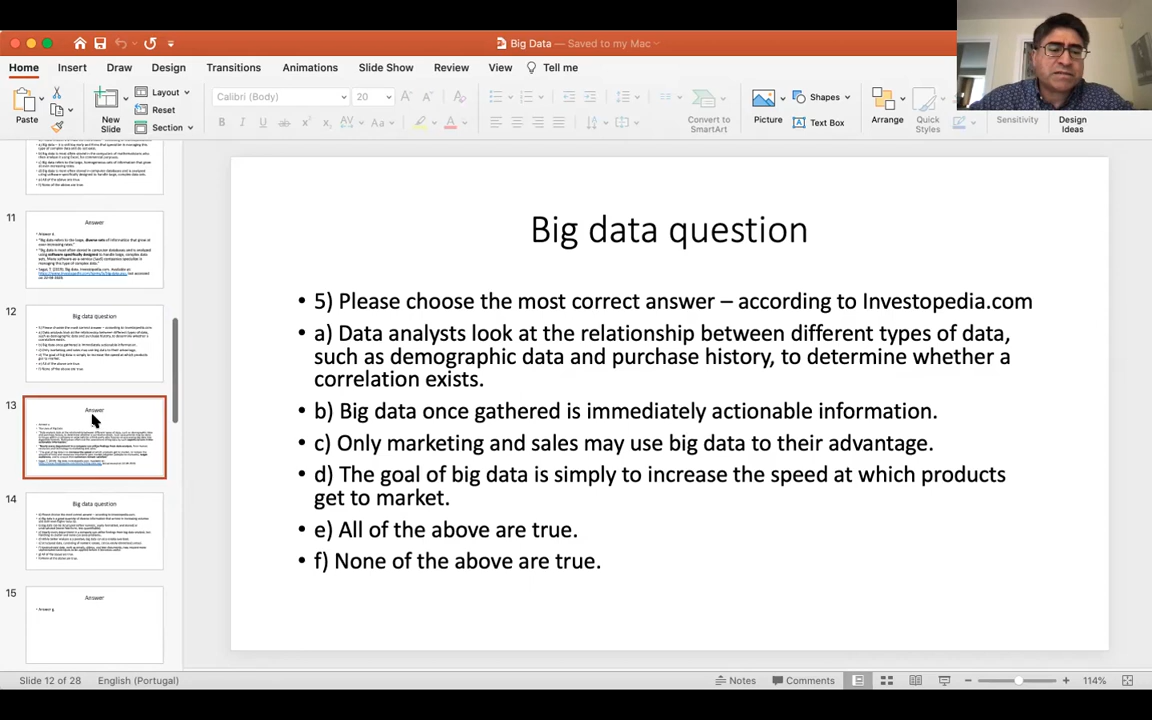 Big Data — Saved to my Mac
Home Insert Draw Design Transitions Animations Slide Show Review View Tell me
Paste
New
Slide
Layout
Reset
Section
Calibri (Body) 20
B I U ab
Convert to
SmartArt
Picture
Shapes
Text Box
Arrange
Quick
Styles
Sensitivity
Design
Ideas
11
Answer
12
Big data question
13
Answer
14
Big data question
15
Answer
Answer g
Big data question
• 5) Please choose the most correct answer – according to Investopedia.com
• a) Data analysts look at the relationship between different types of data,
such as demographic data and purchase history, to determine whether a
correlation exists.
• b) Big data once gathered is immediately actionable information.
• c) Only marketing and sales may use big data to their advantage.
• d) The goal of big data is simply to increase the speed at which products
get to market.
• e) All of the above are true.
• f) None of the above are true.
Slide 12 of 28 English (Portugal) Notes Comments 114%